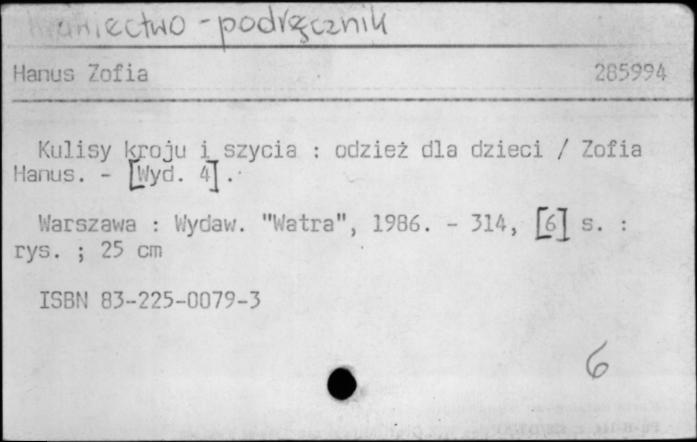 Krawiectwo - podręcznik
Hanus Zofia 285994
Kulisy kroju i szycia : odzież dla dzieci / Zofia
Hanus. - [Wyd. 4].
Warszawa : Wydaw. "Watra", 1986. - 314, [6] s. :
rys. ; 25 cm
ISBN 83-225-0079-3
6